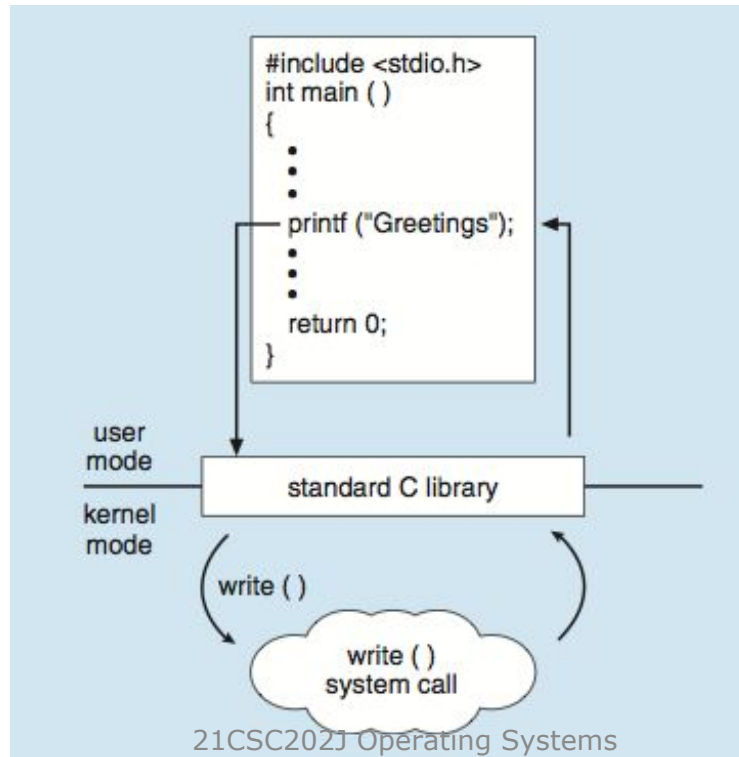 #include <stdio.h>
int main ( )
{
•
•
•
printf ("Greetings");
•
•
•
return 0;
}
user
mode
standard C library
kernel
mode
write ( )
write ( )
system call
21CSC202J Operating Systems